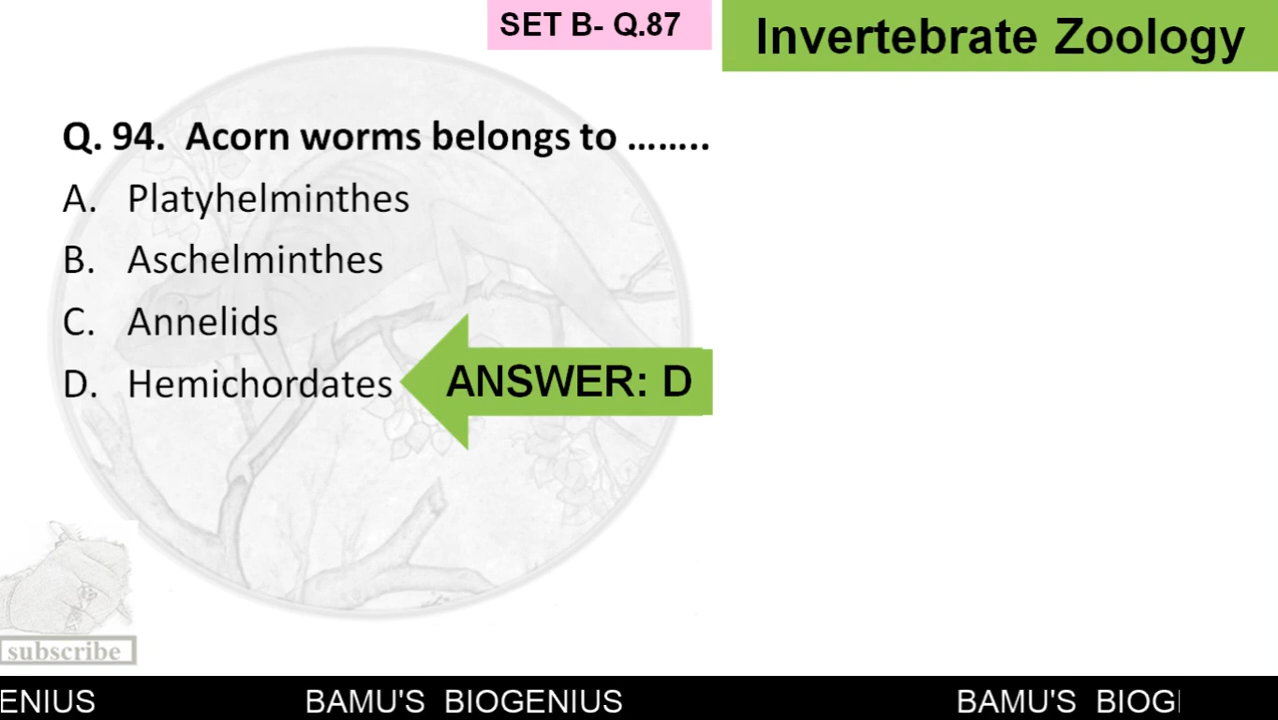 SET B- Q.87
Invertebrate Zoology
Q. 94. Acorn worms belongs to ........
A. Platyhelminthes
B. Aschelminthes
C. Annelids
D. Hemichordates
ANSWER: D
subscribe
ENIUS BAMU'S BIOGENIUS BAMU'S BIOG